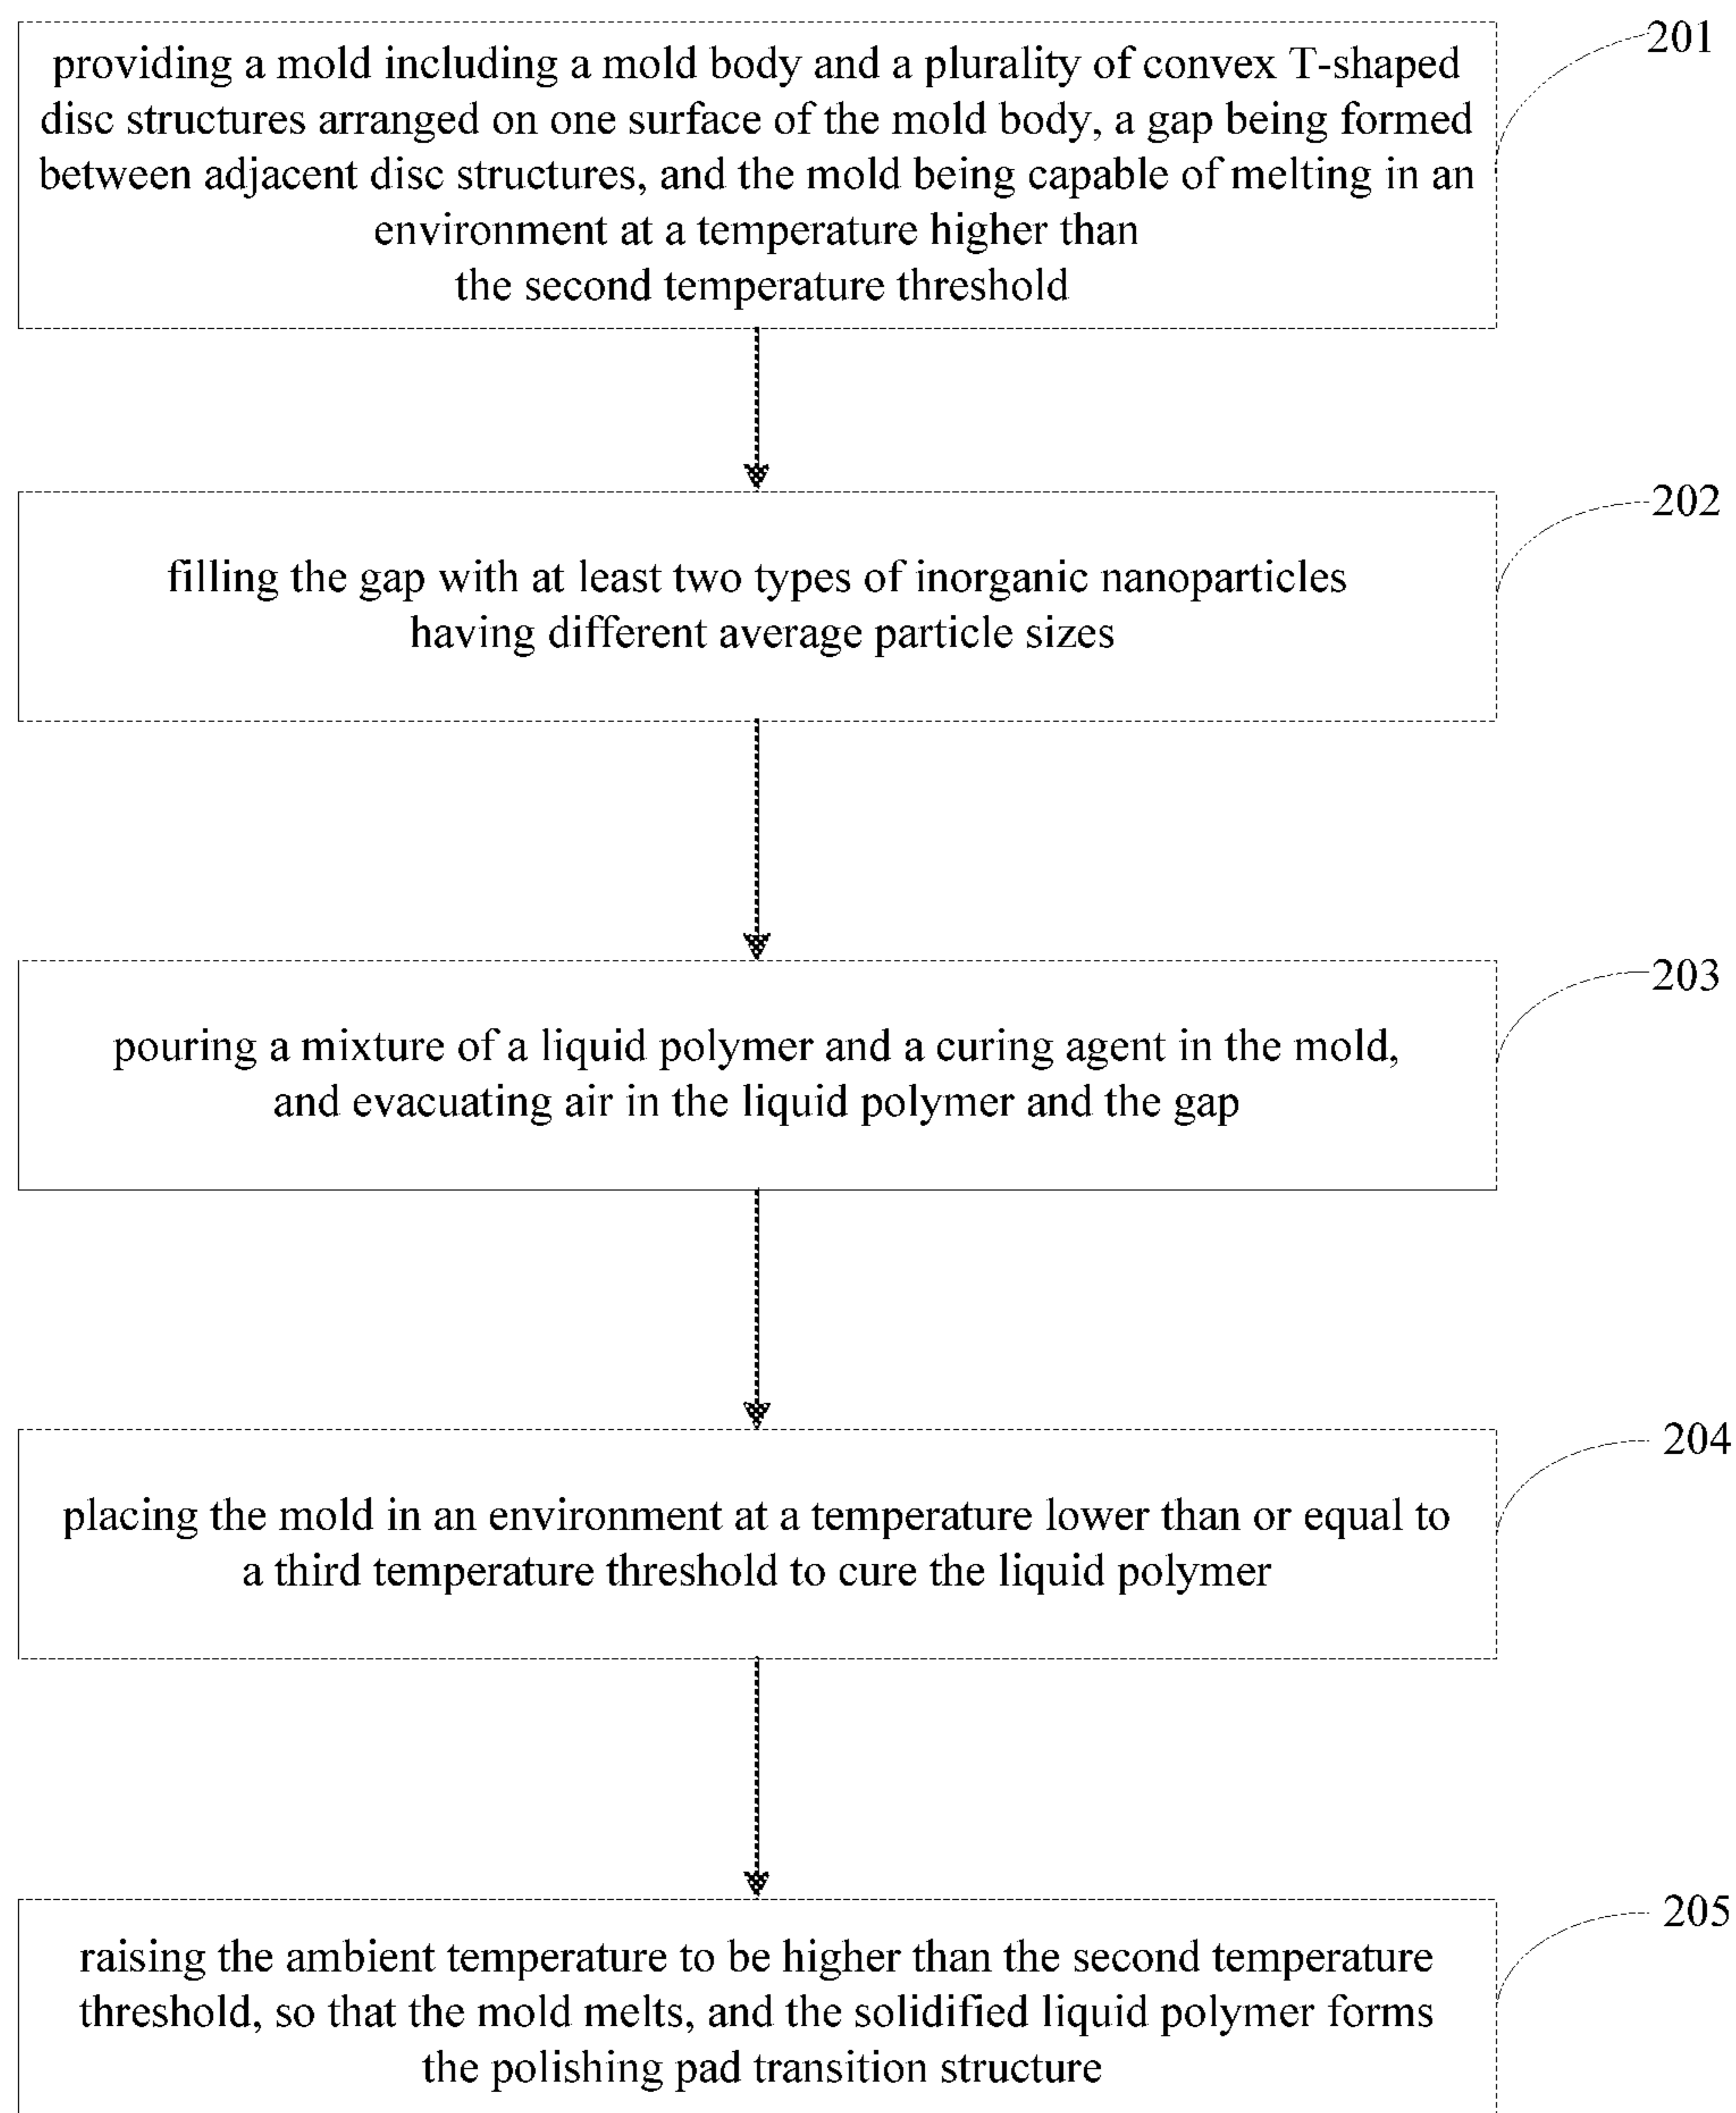 providing a mold including a mold body and a plurality of convex T-shaped
disc structures arranged on one surface of the mold body, a gap being formed
between adjacent disc structures, and the mold being capable of melting in an
environment at a temperature higher than
the second temperature threshold
201
filling the gap with at least two types of inorganic nanoparticles
having different average particle sizes
202
pouring a mixture of a liquid polymer and a curing agent in the mold,
and evacuating air in the liquid polymer and the gap
203
placing the mold in an environment at a temperature lower than or equal to
a third temperature threshold to cure the liquid polymer
204
raising the ambient temperature to be higher than the second temperature
threshold, so that the mold melts, and the solidified liquid polymer forms
the polishing pad transition structure
205